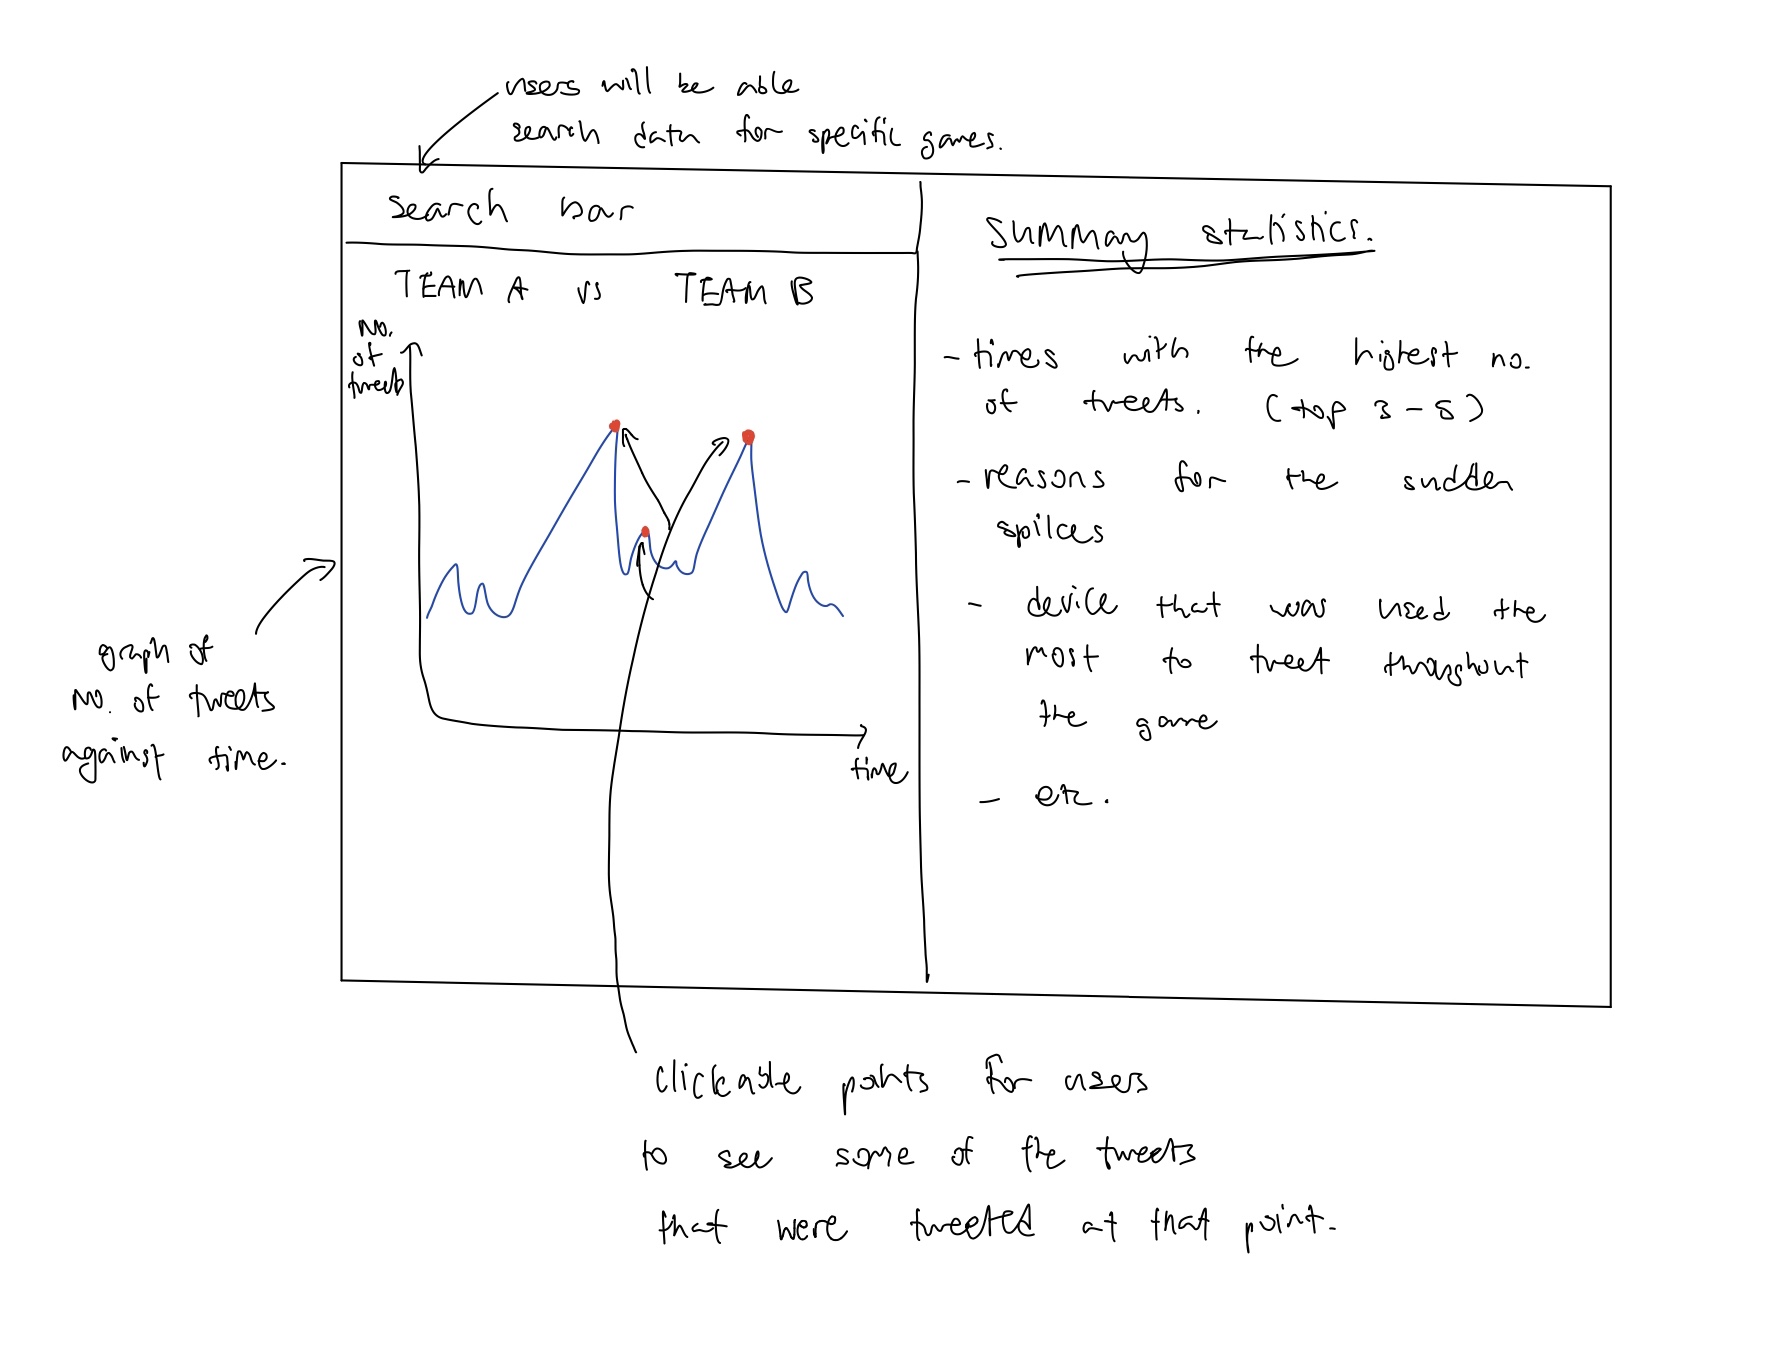 users will be able
search data for specific games.
search bar
TEAM A vs TEAM B
No.
of
tweets
time
graph of
No. of tweets
against time.
summary statistics.
- times with the highest no.
of tweets. (top 3 - 5)
- reasons for the sudden
spikes
- device that was used the
most to tweet throughout
the game
- etc.
clickable points for users
to see some of the tweets
that were tweeted at that point.